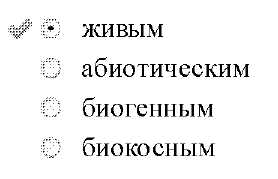 живым
абиотическим
биогенным
биокосным